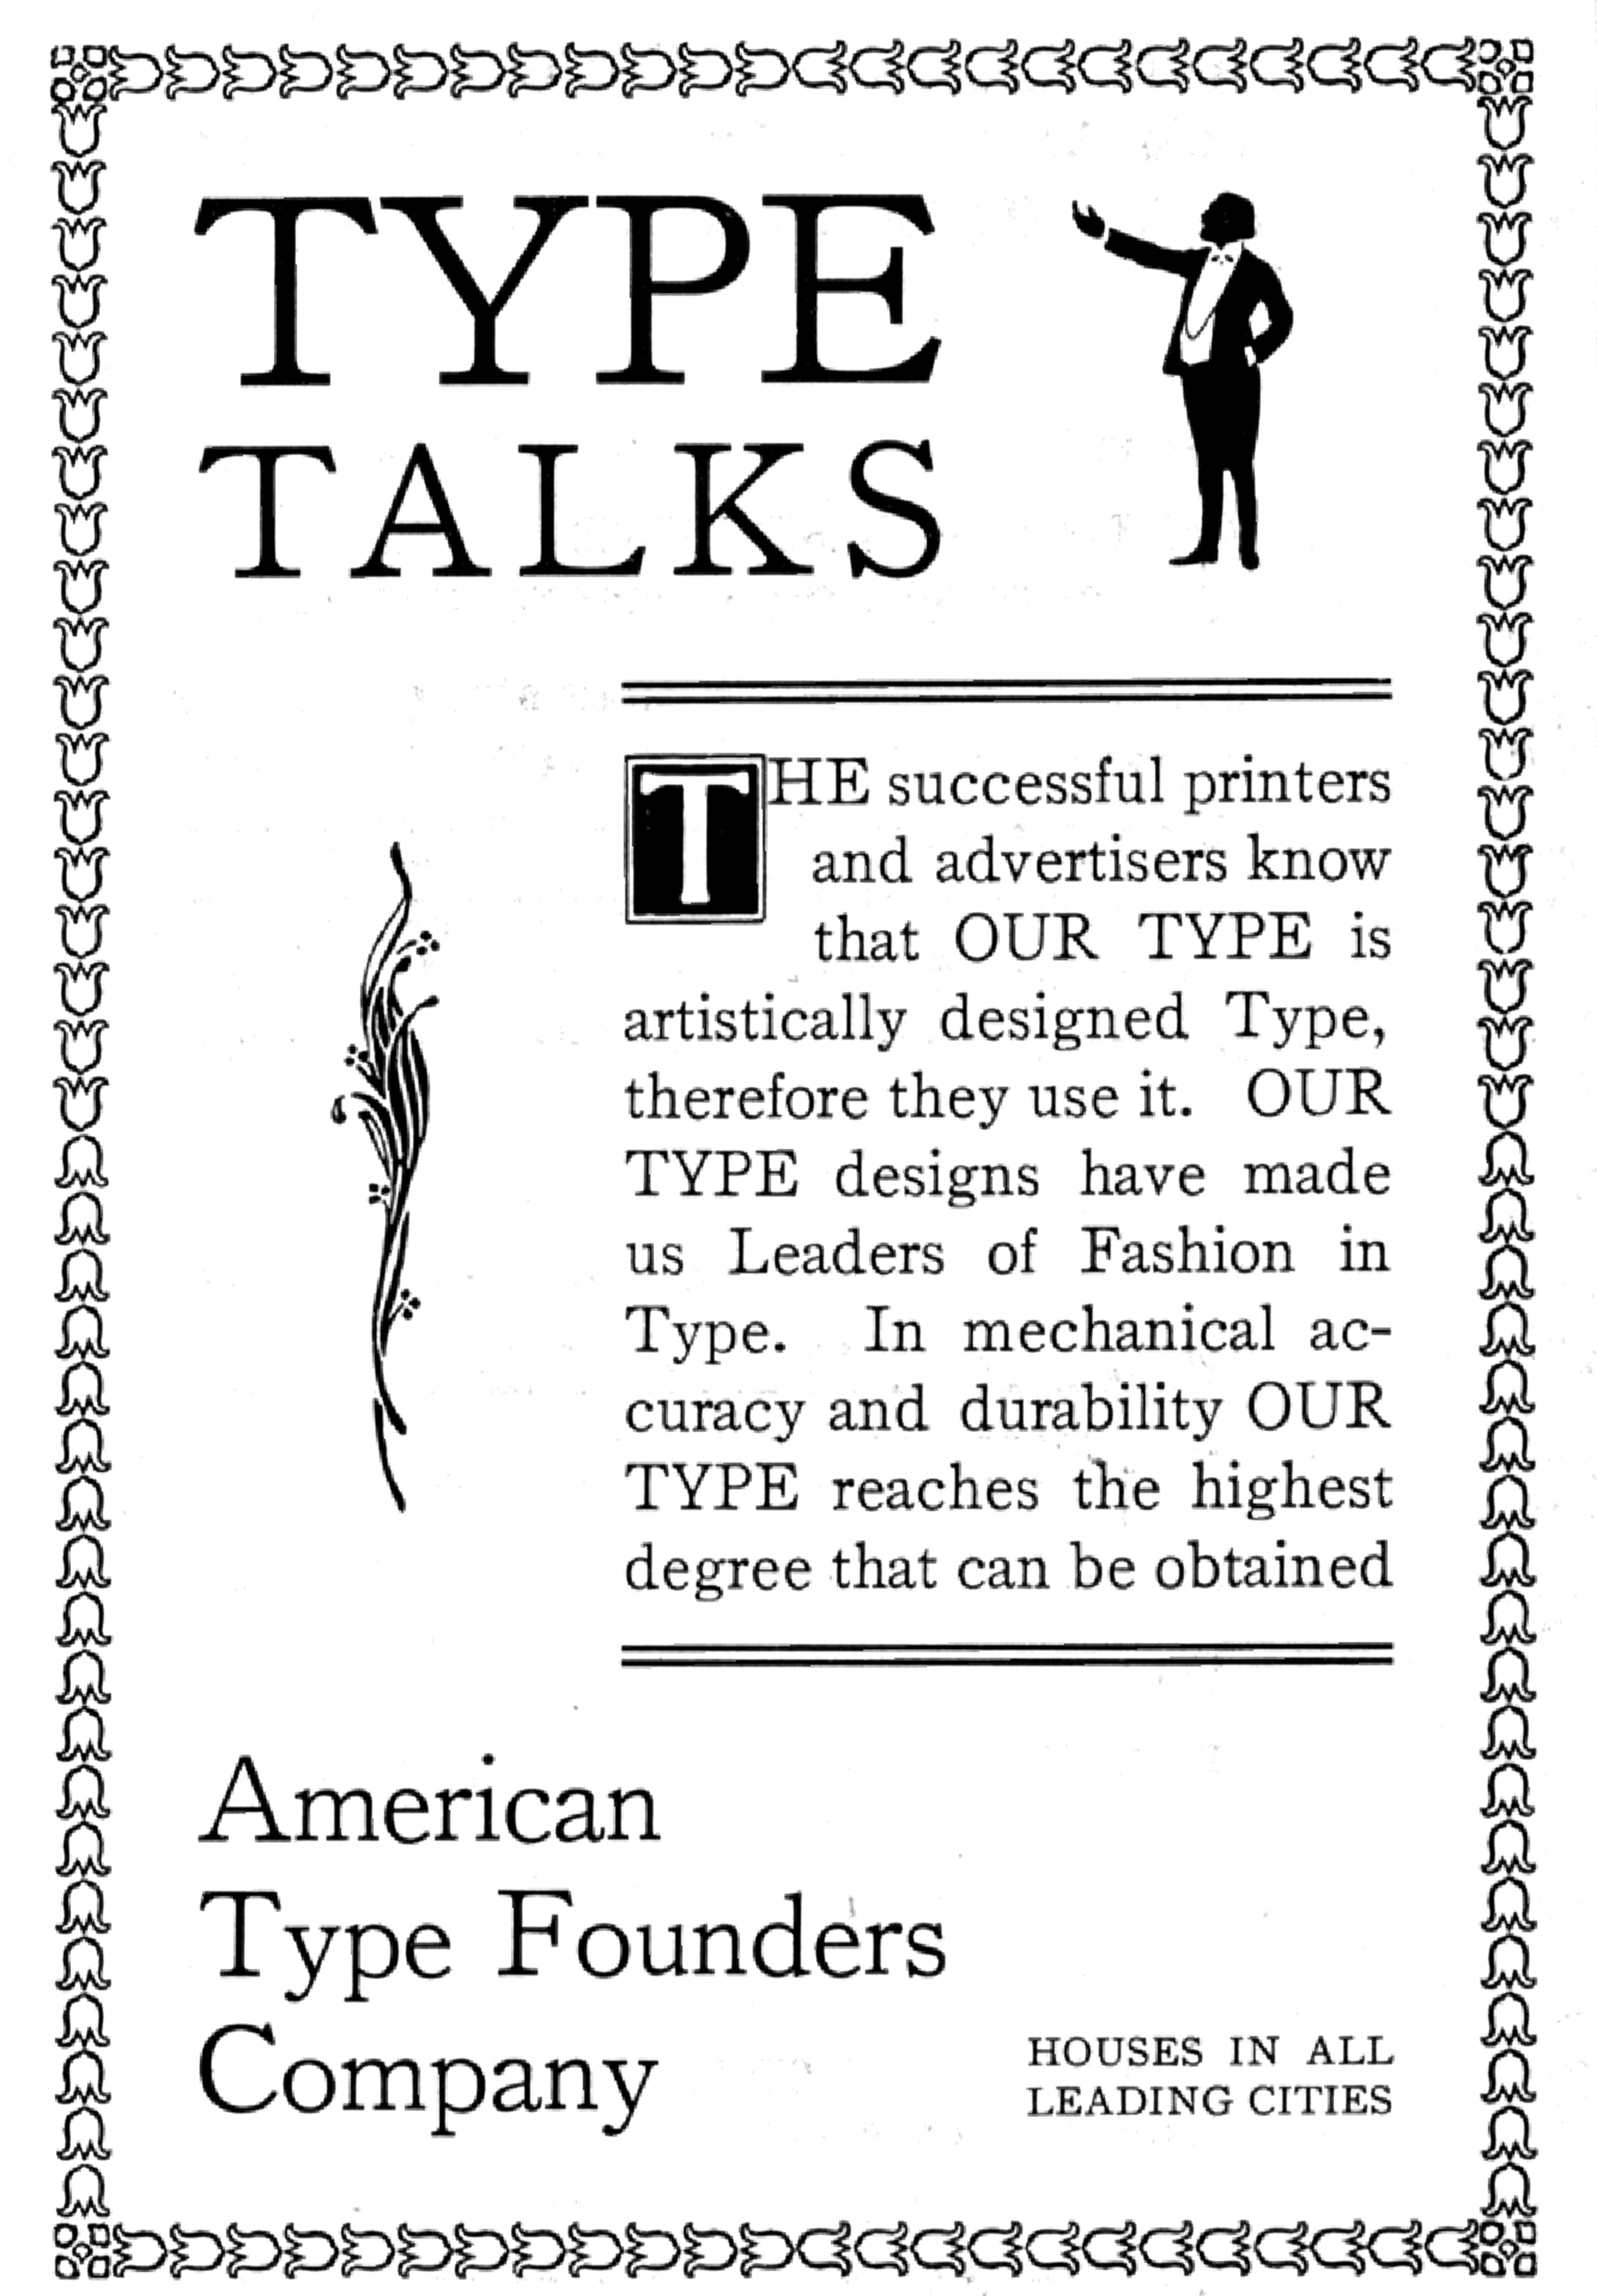 TYPE
TALKS
THE successful printers
and advertisers know
that OUR TYPE is
artistically designed Type,
therefore they use it. OUR
TYPE designs have made
us Leaders of Fashion in
Type. In mechanical ac-
curacy and durability OUR
TYPE reaches the highest
degree that can be obtained
American
Type Founders
Company
HOUSES IN ALL
LEADING CITIES